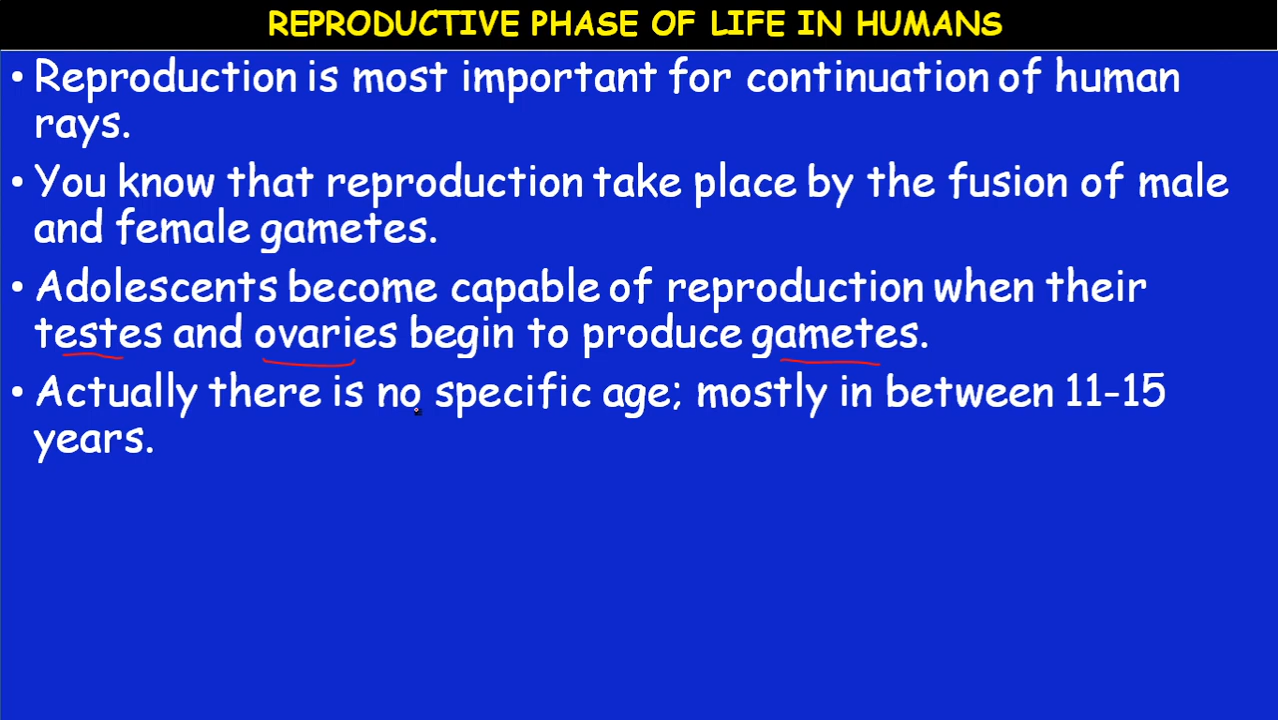 REPRODUCTIVE PHASE OF LIFE IN HUMANS
• Reproduction is most important for continuation of human
rays.
• You know that reproduction take place by the fusion of male
and female gametes.
• Adolescents become capable of reproduction when their
testes and ovaries begin to produce gametes.
• Actually there is no specific age; mostly in between 11-15
years.